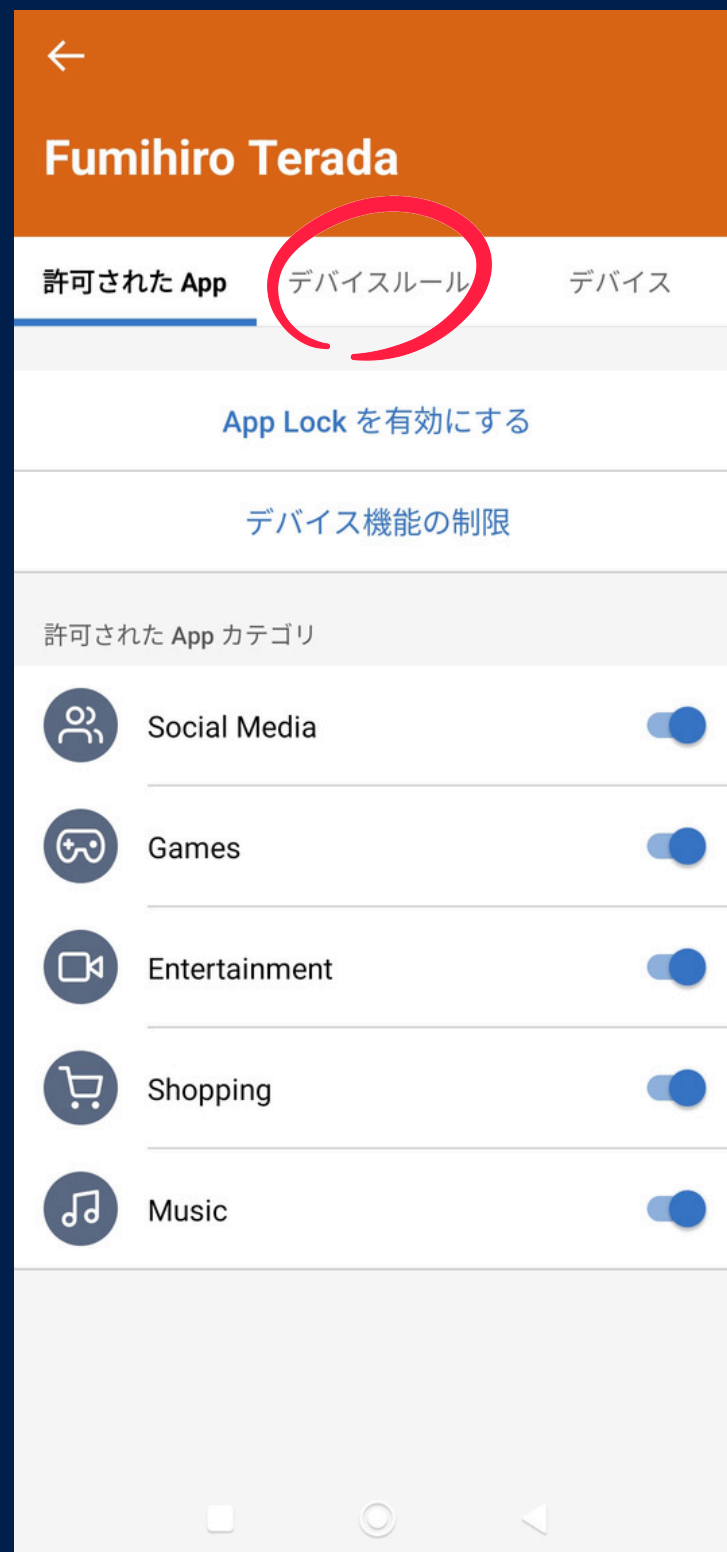 Fumihiro Terada
許可された App デバイスルール デバイス
App Lock を有効にする
デバイス機能の制限
許可された App カテゴリ
Social Media
Games
Entertainment
Shopping
Music